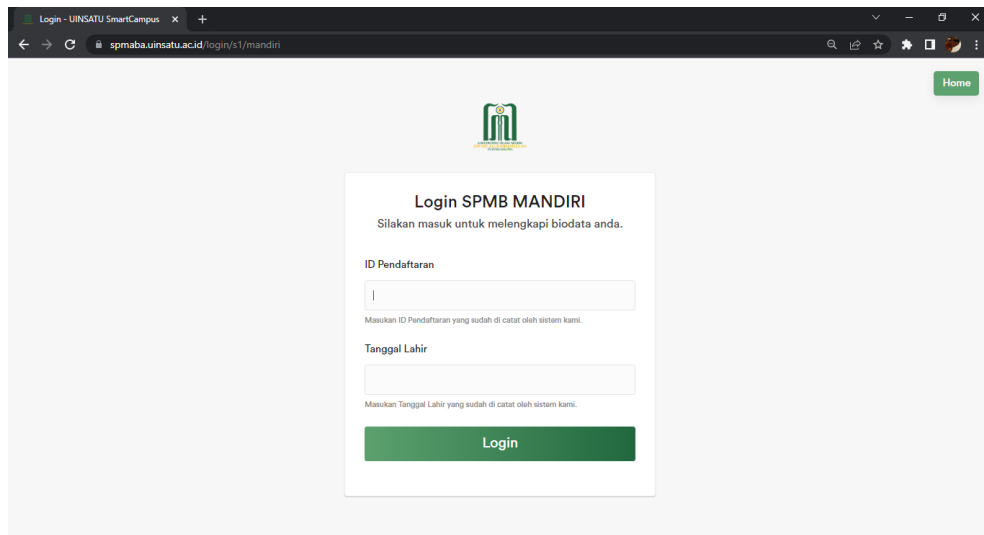 Login - UINSATU SmartCampus
spmaba.uinsatu.ac.id/login/s1/mandiri
Home
Login SPMB MANDIRI
Silakan masuk untuk melengkapi biodata anda.
ID Pendaftaran
Masukan ID Pendaftaran yang sudah di catat oleh sistem kami.
Tanggal Lahir
Masukan Tanggal Lahir yang sudah di catat oleh sistem kami.
Login